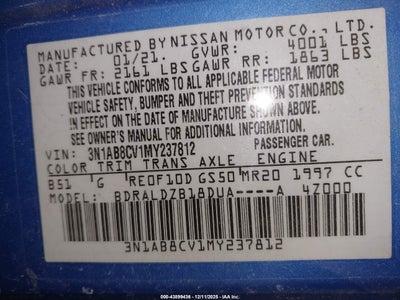 MANUFACTURED BY NISSAN MOTOR CO., LTD.
DATE: 01/21. GVWR: 4001 LBS
GAWR FR: 2161 LBS GAWR RR: 1863 LBS
THIS VEHICLE CONFORMS TO ALL APPLICABLE FEDERAL MOTOR
VEHICLE SAFETY, BUMPER AND THEFT PREVENTION STANDARDS
IN EFFECT ON THE DATE OF MANUFACTURE SHOWN ABOVE.
SEE OWNER'S MANUAL FOR ADDITIONAL INFORMATION.
VIN: 3N1AB8CV1MY237812 PASSENGER CAR.
COLOR TRIM TRANS AXLE ENGINE
B51 G RE0F10D GS50 MR20 1997 CC
MODEL: BDRALDZB18DUA----A 4Z000
3N1AB8CV1MY237812
000-43899436 - 12/11/2025 - IAA Inc.